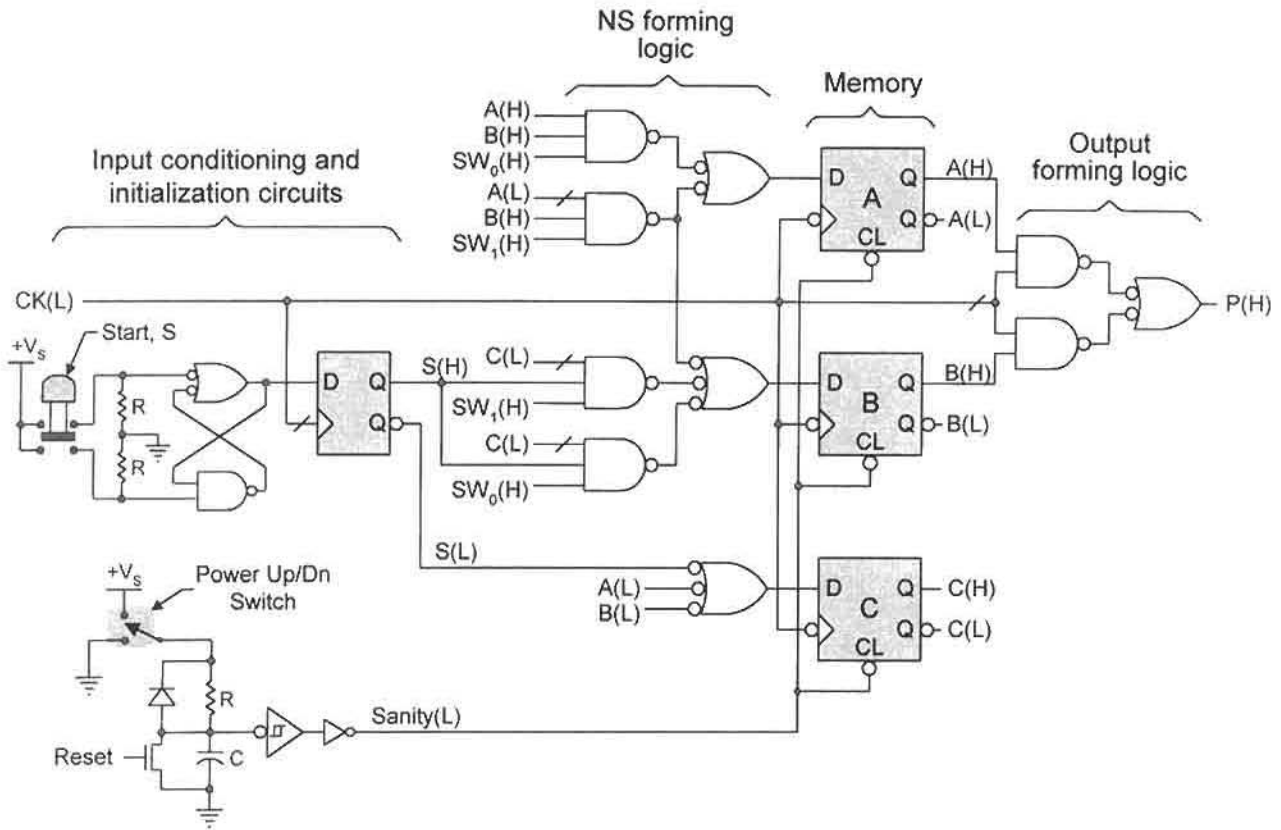 NS forming
logic
Memory
Output
forming logic
Input conditioning and
initialization circuits
A(H)
B(H)
SW₀(H)
A(L)
B(H)
SW₁(H)
D Q
A
Q
CL
A(H)
A(L)
CK(L)
P(H)
Start, S
+Vₛ
R
R
D Q
Q
S(H)
C(L)
SW₁(H)
C(L)
SW₀(H)
D Q
B
Q
CL
B(H)
B(L)
S(L)
A(L)
B(L)
D Q
C
Q
CL
C(H)
C(L)
+Vₛ
Power Up/Dn
Switch
R
C
Reset
Sanity(L)